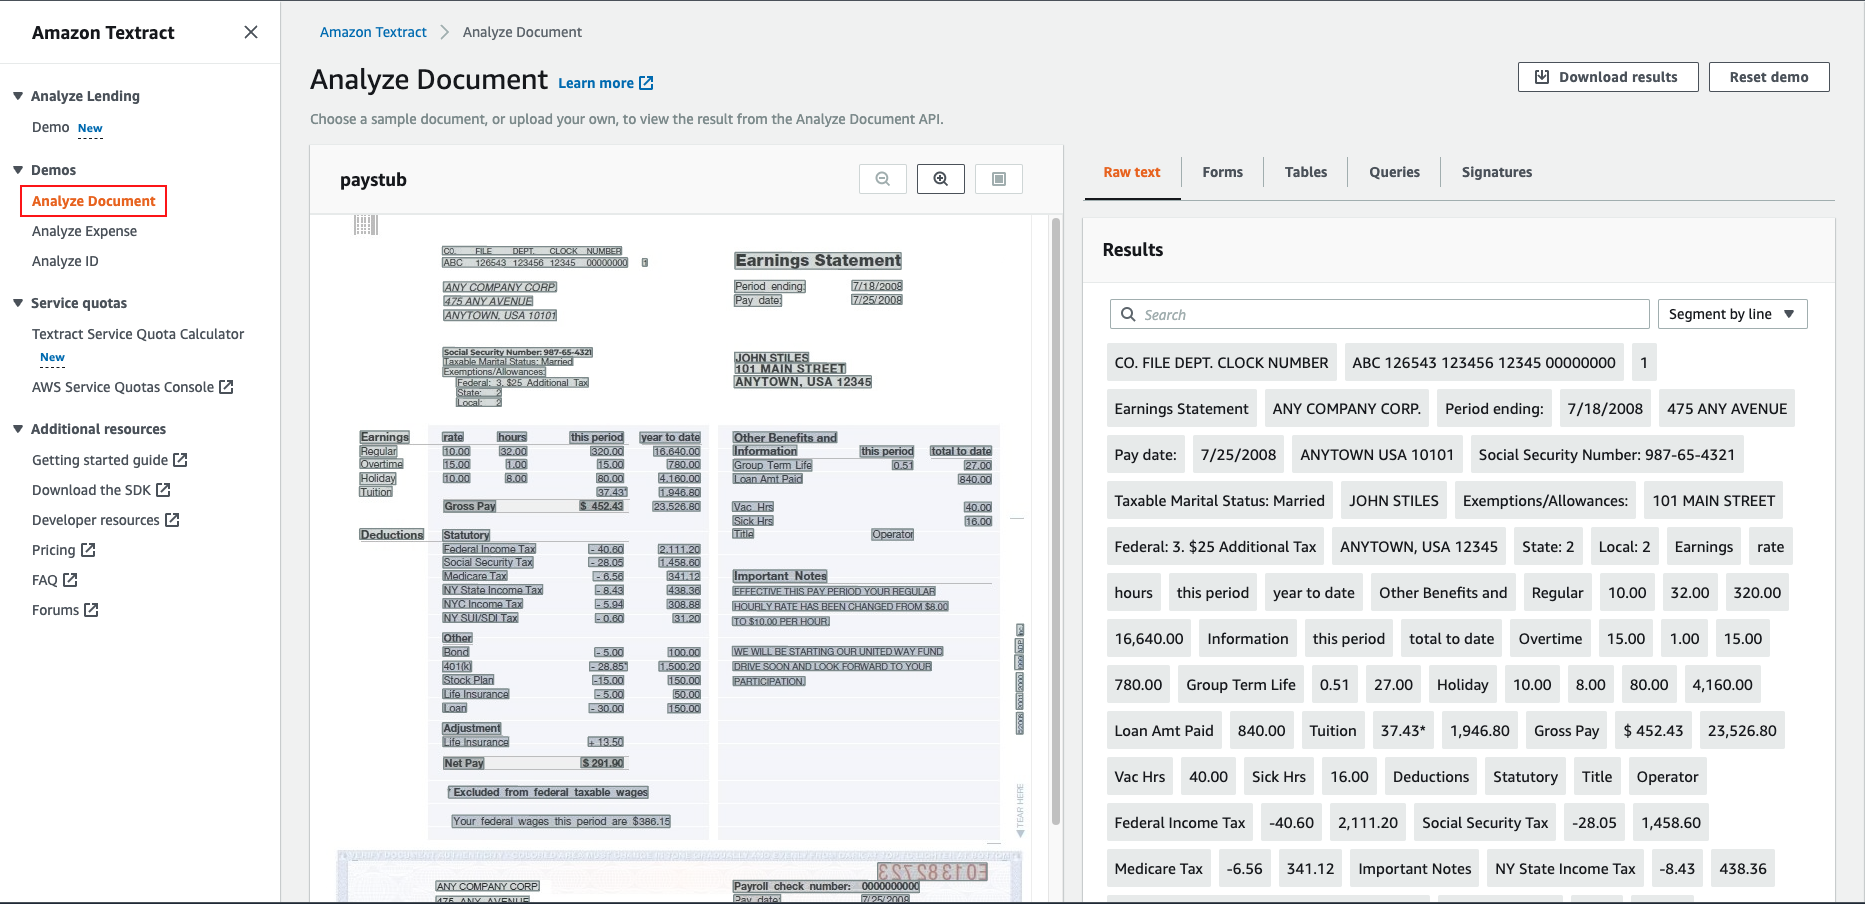 Amazon Textract
Analyze Lending
Demo New
Demos
Analyze Document
Analyze Expense
Analyze ID
Service quotas
Textract Service Quota Calculator
New
AWS Service Quotas Console
Additional resources
Getting started guide
Download the SDK
Developer resources
Pricing
FAQ
Forums
Amazon Textract > Analyze Document
Analyze Document Learn more
Download results
Reset demo
Choose a sample document, or upload your own, to view the result from the Analyze Document API.
paystub
CO. FILE DEPT. CLOCK NUMBER
ABC 126543 123456 12345 00000000 1
ANY COMPANY CORP.
475 ANY AVENUE
ANYTOWN, USA 10101
Earnings Statement
Period ending: 7/18/2008
Pay date: 7/25/2008
Social Security Number: 987-65-4321
Taxable Marital Status: Married
Exemptions/Allowances:
Federal: 3. $25 Additional Tax
State: 2
Local: 2
JOHN STILES
101 MAIN STREET
ANYTOWN, USA 12345
Earnings rate hours this period year to date
Regular 10.00 32.00 320.00 16,640.00
Overtime 15.00 1.00 15.00 780.00
Holiday 10.00 8.00 80.00 4,160.00
Tuition 37.43* 1,946.80
Gross Pay $ 452.43 23,526.80
Deductions Statutory
Federal Income Tax - 40.60 2,111.20
Social Security Tax - 28.05 1,458.60
Medicare Tax - 6.56 341.12
NY State Income Tax - 8.43 438.36
NYC Income Tax - 5.94 308.88
NY SUI/SDI Tax - 0.60 31.20
Other
Bond - 5.00 100.00
401(k) - 28.85* 1,500.20
Stock Plan -15.00 150.00
Life Insurance - 5.00 50.00
Loan - 30.00 150.00
Adjustment
Life Insurance + 13.50
Net Pay $ 291.90
* Excluded from federal taxable wages
Your federal wages this period are $386.15
Other Benefits and
Information this period total to date
Group Term Life 0.51 27.00
Loan Amt Paid 840.00
Vac Hrs 40.00
Sick Hrs 16.00
Title Operator
Important Notes
EFFECTIVE THIS PAY PERIOD YOUR REGULAR
HOURLY RATE HAS BEEN CHANGED FROM $8.00
TO $10.00 PER HOUR.
WE WILL BE STARTING OUR UNITED WAY FUND
DRIVE SOON AND LOOK FORWARD TO YOUR
PARTICIPATION.
TEAR HERE
E01382723
ANY COMPANY CORP.
475 ANY AVENUE
Payroll check number: 0000000000
Pay date: 7/25/2008
Raw text
Forms
Tables
Queries
Signatures
Results
Search
Segment by line
CO. FILE DEPT. CLOCK NUMBER ABC 126543 123456 12345 00000000 1
Earnings Statement ANY COMPANY CORP. Period ending: 7/18/2008 475 ANY AVENUE
Pay date: 7/25/2008 ANYTOWN USA 10101 Social Security Number: 987-65-4321
Taxable Marital Status: Married JOHN STILES Exemptions/Allowances: 101 MAIN STREET
Federal: 3. $25 Additional Tax ANYTOWN, USA 12345 State: 2 Local: 2 Earnings rate
hours this period year to date Other Benefits and Regular 10.00 32.00 320.00
16,640.00 Information this period total to date Overtime 15.00 1.00 15.00
780.00 Group Term Life 0.51 27.00 Holiday 10.00 8.00 80.00 4,160.00
Loan Amt Paid 840.00 Tuition 37.43* 1,946.80 Gross Pay $ 452.43 23,526.80
Vac Hrs 40.00 Sick Hrs 16.00 Deductions Statutory Title Operator
Federal Income Tax -40.60 2,111.20 Social Security Tax -28.05 1,458.60
Medicare Tax -6.56 341.12 Important Notes NY State Income Tax -8.43 438.36